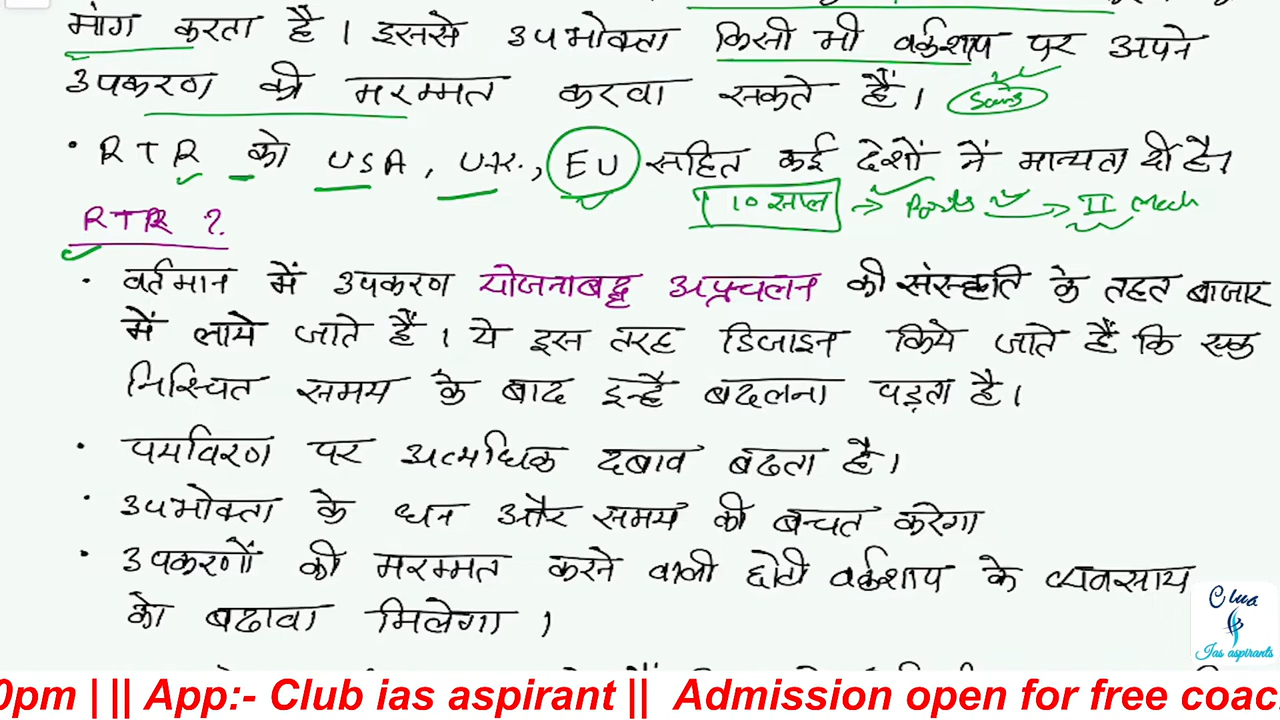 मांग करता है। इससे उपभोक्ता किसी भी वर्कशाप पर अपने
उपकरण की मरम्मत करवा सकते हैं।
• RTR को USA, U.K., EU सहित कई देशों में मान्यता दी है।
10 साल → Parts → II Mech
RTR ?
• वर्तमान में उपकरण योजनाबद्ध अप्रचलन की संस्कृति के तहत बाजार
में लाये जाते हैं। ये इस तरह डिजाइन किये जाते हैं कि एक
निश्चित समय के बाद इन्हें बदलना पड़ता है।
• पर्यावरण पर अत्यधिक दबाव बढता है।
• उपभोक्ता के धन और समय की बचत करेगा
• उपकरणों की मरम्मत करने वाली छोटी वर्कशाप के व्यवसाय
को बढावा मिलेगा।
Club
Ias aspirants
0pm | || App:- Club ias aspirant || Admission open for free coac